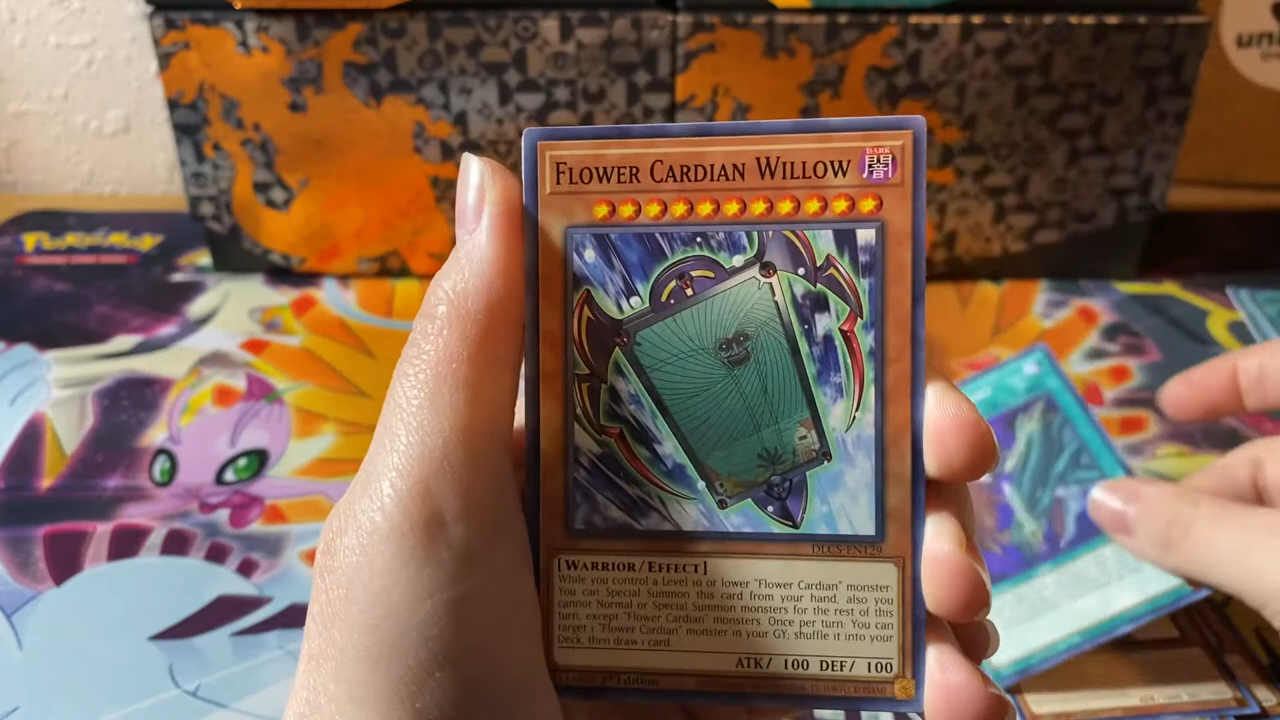 uni
POKÉMON
FLOWER CARDIAN WILLOW
DARK
闇
DLCS-EN129
[WARRIOR/EFFECT]
While you control a Level 10 or lower "Flower Cardian" monster:
You can Special Summon this card from your hand, also you
cannot Normal or Special Summon monsters for the rest of this
turn, except "Flower Cardian" monsters. Once per turn: You can
target 1 "Flower Cardian" monster in your GY; shuffle it into your
Deck, then draw 1 card.
ATK/ 100 DEF/ 100
1st Edition